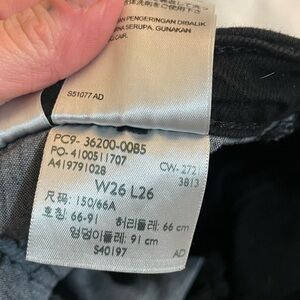 PENGERINGAN DIBALIK
SERUPA, GUNAKAN
CAIR.
S51077 AD
PC9- 36200-0085
PO- 4100511707
A419791028
CW- 2721
3813
W26 L26
尺码: 150/66A
호칭: 66-91 허리둘레: 66 cm
엉덩이둘레: 91 cm
S40197
AD